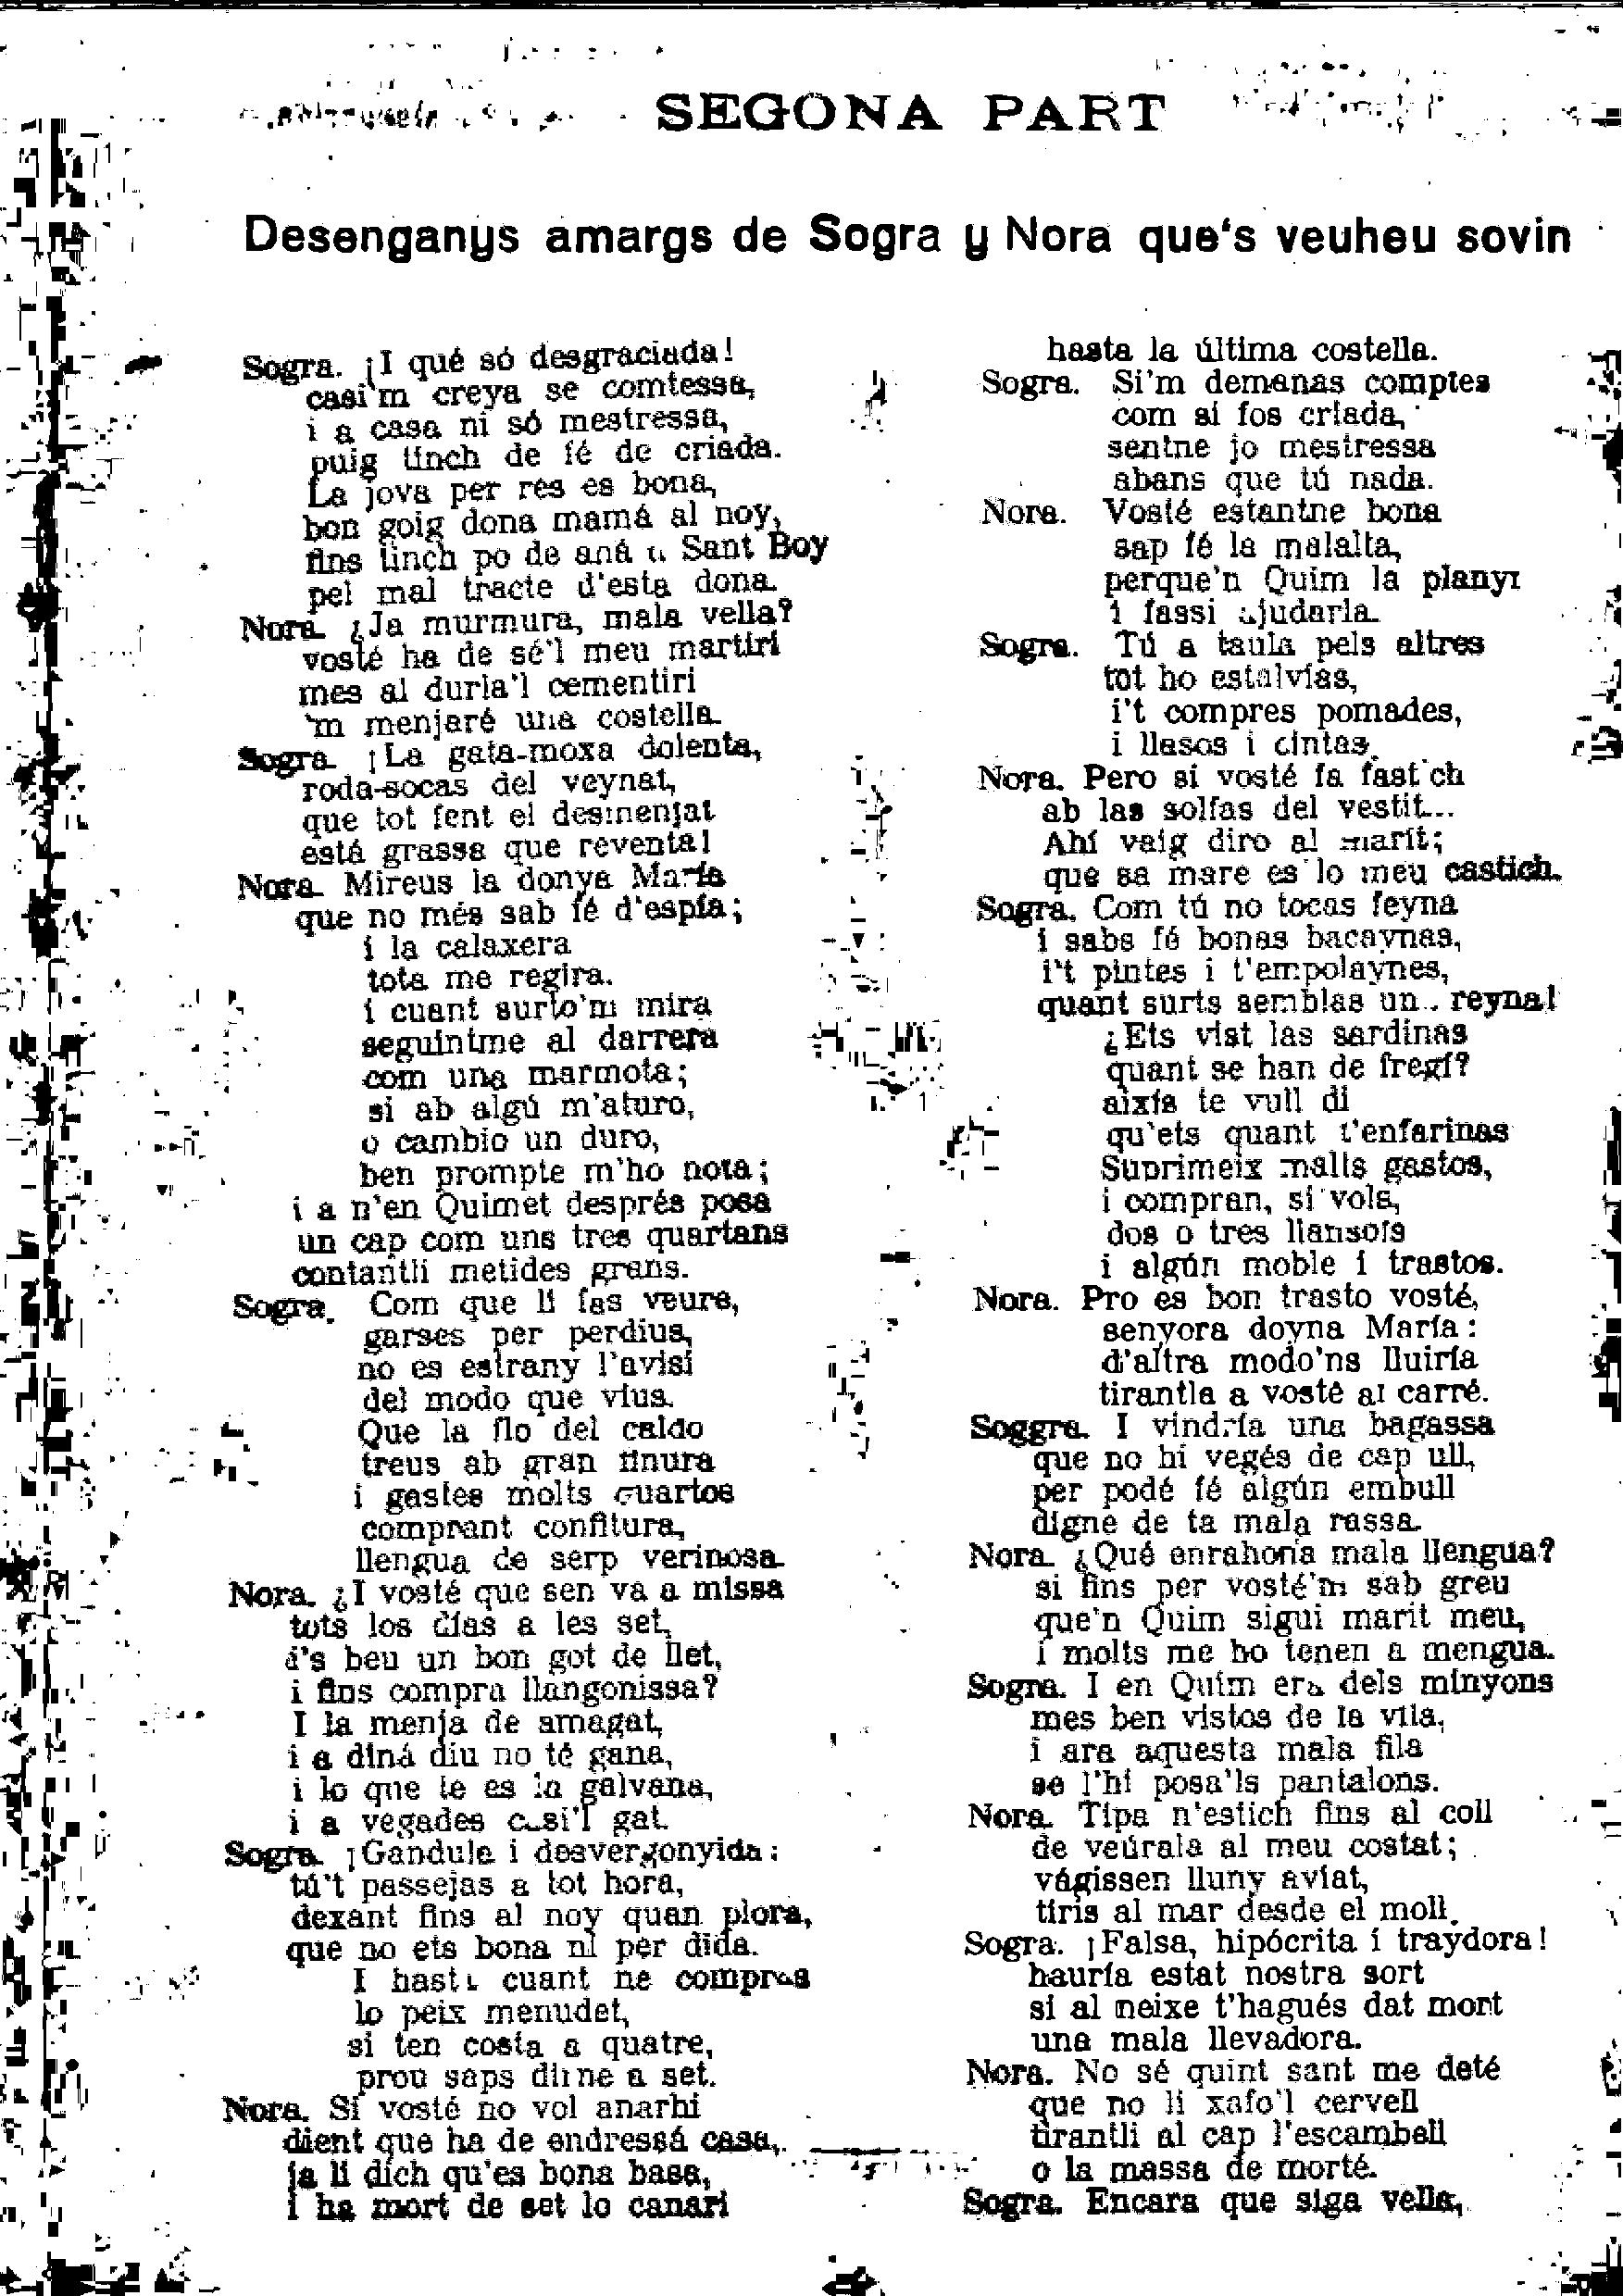 SEGONA PART
Desenganys amargs de Sogra y Nora que's veuheu sovin
Sogra. ¡I qué só desgraciada!
casi'm creya se comtessa,
i a casa ni só mestressa,
puig tinch de fé de criada.
La jova per res es bona,
bon goig dona mamá al noy,
fins tinch po de aná a Sant Boy
pel mal tracte d'esta dona.
Nora. ¿Ja murmura, mala vella?
vosté ha de sé'l meu martiri
mes al durla'l cementiri
'm menjaré una costella.
Sogra. ¡La gata-moxa dolenta,
roda-socas del veynat,
que tot fent el desmenjat
está grassa que reventa!
Nora. Mireus la donya María
que no més sab fé d'espía;
i la calaxera
tota me regira.
i cuant surto'm mira
seguintme al darrera
com una marmota;
si ab algú m'aturo,
o cambio un duro,
ben prompte m'ho nota;
i a n'en Quimet després posa
un cap com uns tres quartans
contantli metides grans.
Sogra. Com que li fas veure,
garses per perdius,
no es estrany l'avisi
del modo que vius.
Que la flo del caldo
treus ab gran finura
i gastes molts cuartos
comprant confitura,
llengua de serp verinosa.
Nora. ¿I vosté que sen va a missa
tots los días a les set,
i's beu un bon got de llet,
i fins compra llangonissa?
I la menja de amagat,
i a diná diu no té gana,
i lo que te es la galvana,
i a vegades casi'l gat.
Sogra. ¡Gandula i desvergonyida:
tú't passejas a tot hora,
dexant fins al noy quan plora,
que no ets bona ni per dida.
I hasta cuant ne compras
lo peix menudet,
si ten costa a quatre,
prou saps dirne a set.
Nora. Si vosté no vol anarhi
dient que ha de endressá casa,
ja li dich qu'es bona basa,
i ha mort de set lo canari
hasta la última costella.
Sogra. Si'm demanas comptes
com si fos criada,
sentne jo mestressa
abans que tú nada.
Nora. Vosté estantne bona
sap fé la malalta,
perque'n Quim la planyi
i fassi ajudarla.
Sogra. Tú a taula pels altres
tot ho estalvías,
i't compres pomades,
i llasos i cintas.
Nora. Pero si vosté fa fastich
ab las solfas del vestit...
Ahí vaig diro al marit;
que sa mare es lo meu castich.
Sogra. Com tú no tocas feyna
i sabs fé bonas bacaynas,
i't pintes i t'empolaynes,
quant surts semblas un.. reyna!
¿Ets vist las sardinas
quant se han de fregí?
aixís te vull di
qu'ets quant t'enfarinas
Suprimeix malls gastos,
i compran, si vols,
dos o tres llansols
i algún moble i trastos.
Nora. Pro es bon trasto vosté,
senyora doyna María:
d'altra modo'ns lluiría
tirantla a vosté al carré.
Soggra. I vindría una bagassa
que no hi vegés de cap ull,
per podé fé algún embull
digne de ta mala rassa.
Nora. ¿Qué enrahona mala llengua?
si fins per vosté'm sab greu
que'n Quim sigui marit meu,
i molts me ho tenen a mengua.
Sogra. I en Quim era dels minyons
mes ben vistos de la vila,
i ara aquesta mala fila
se l'hi posa'ls pantalons.
Nora. Tipa n'estich fins al coll
de veúrala al meu costat;
vágissen lluny aviat,
tiris al mar desde el moll.
Sogra. ¡Falsa, hipócrita i traydora!
hauría estat nostra sort
si al neixe t'hagués dat mort
una mala llevadora.
Nora. No sé quint sant me deté
que no li xafo'l cervell
tirantli al cap l'escambell
o la massa de morté.
Sogra. Encara que siga vella,